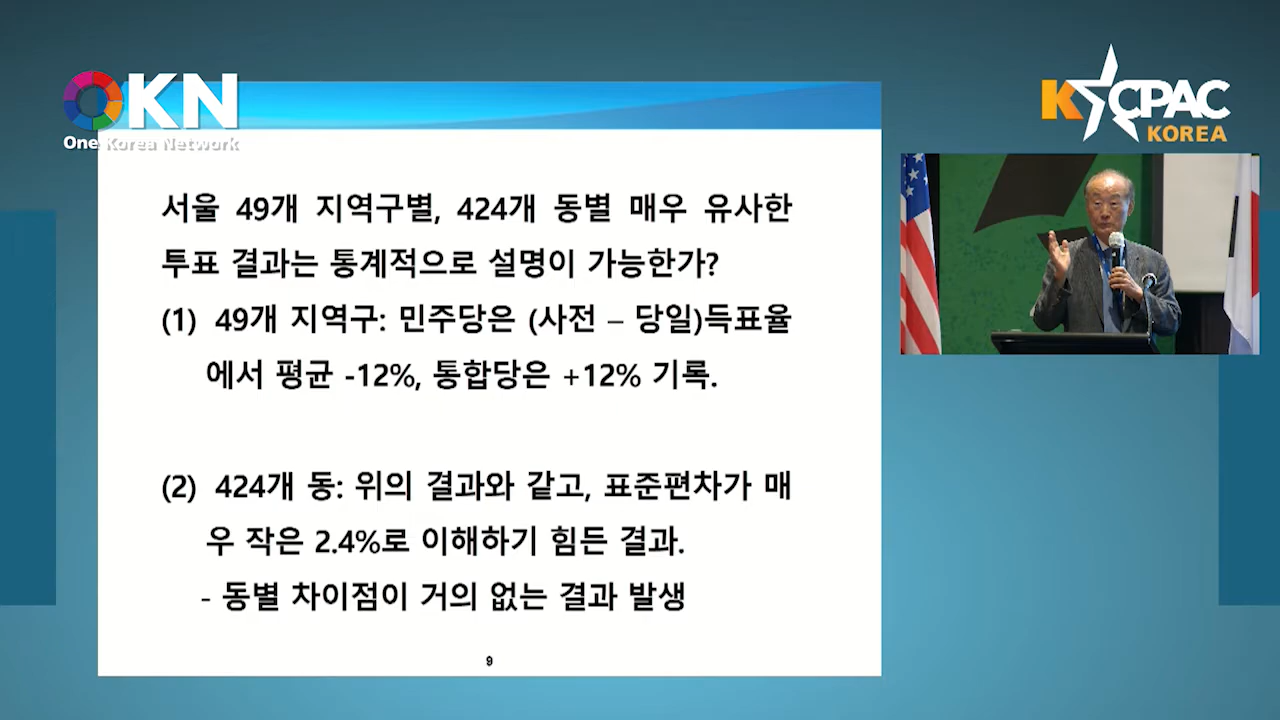 OKN
One Korea Network
KCPAC
KOREA
서울 49개 지역구별, 424개 동별 매우 유사한
투표 결과는 통계적으로 설명이 가능한가?
(1) 49개 지역구: 민주당은 (사전 – 당일)득표율
에서 평균 -12%, 통합당은 +12% 기록.
(2) 424개 동: 위의 결과와 같고, 표준편차가 매
우 작은 2.4%로 이해하기 힘든 결과.
- 동별 차이점이 거의 없는 결과 발생
9